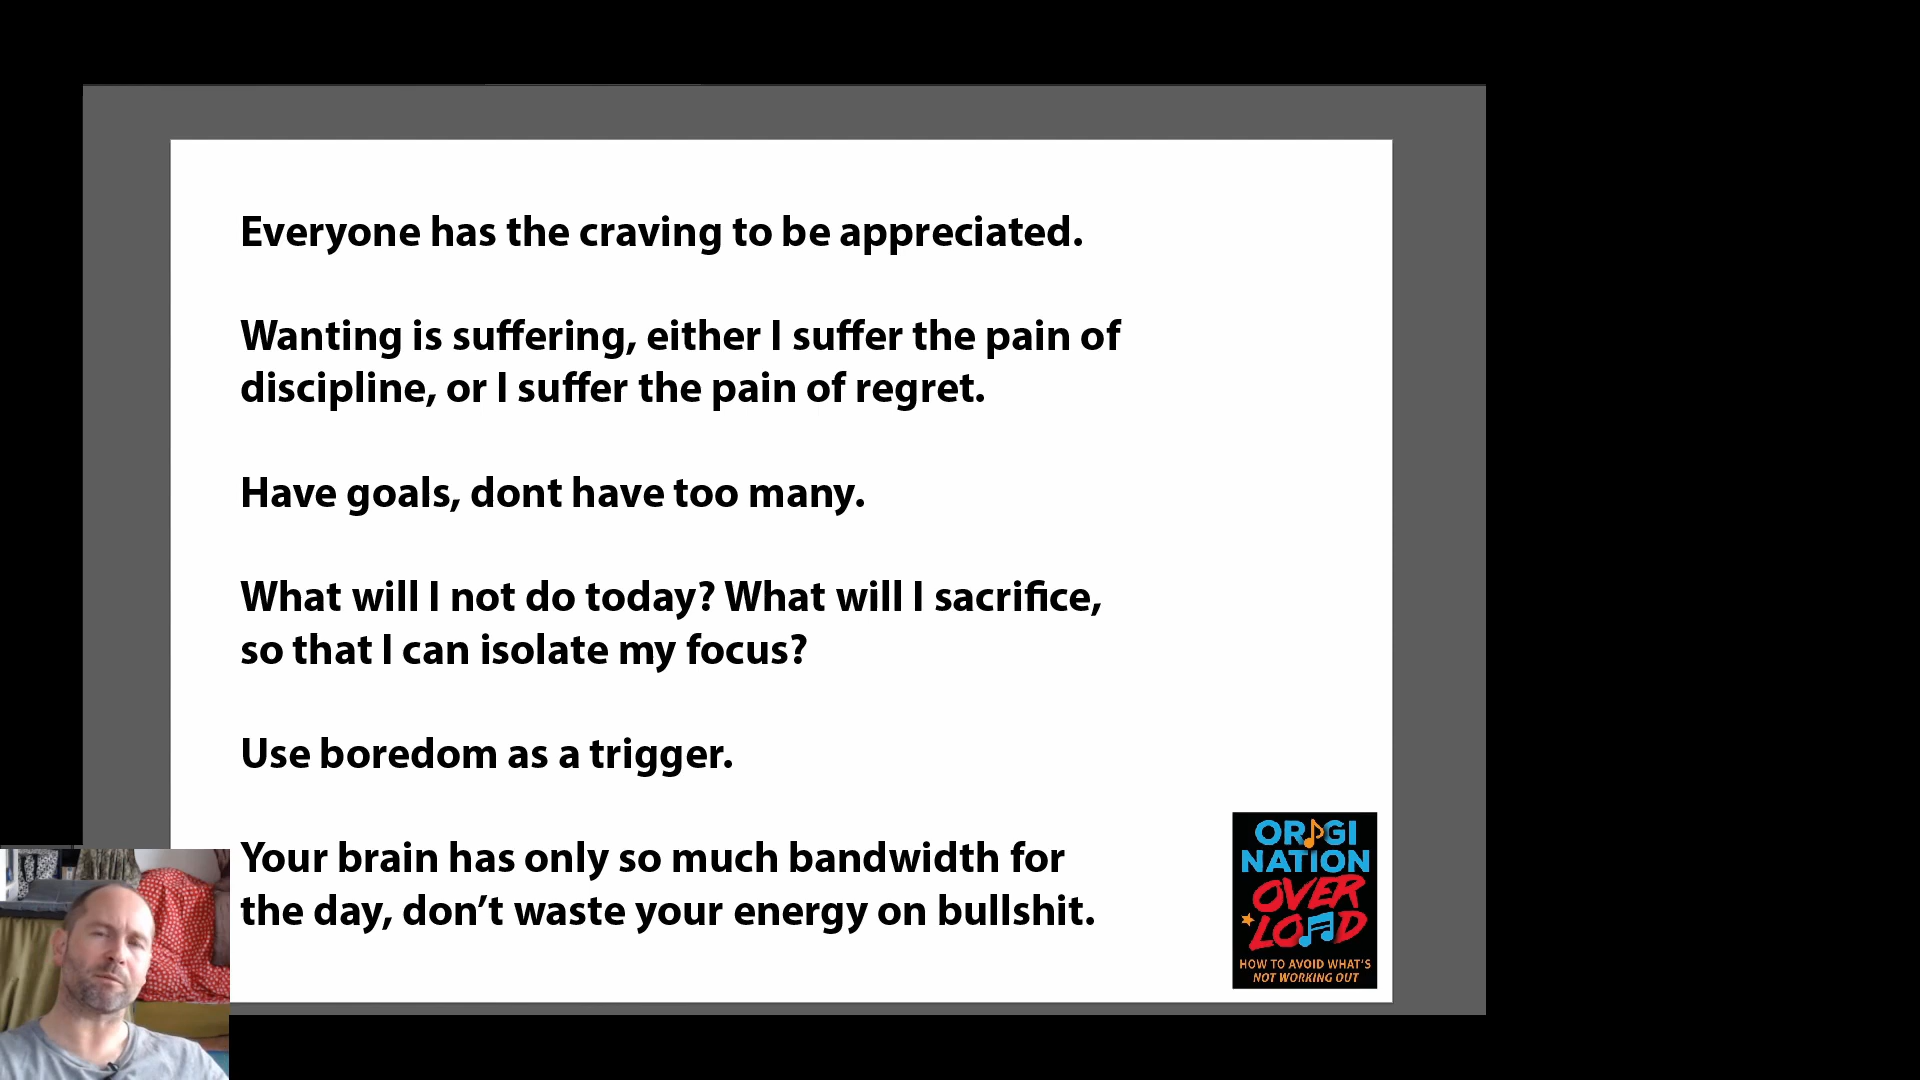 Everyone has the craving to be appreciated.
Wanting is suffering, either I suffer the pain of
discipline, or I suffer the pain of regret.
Have goals, dont have too many.
What will I not do today? What will I sacrifice,
so that I can isolate my focus?
Use boredom as a trigger.
Your brain has only so much bandwidth for
the day, don’t waste your energy on bullshit.
ORIGI
NATION
OVER
LOAD
HOW TO AVOID WHAT'S
NOT WORKING OUT